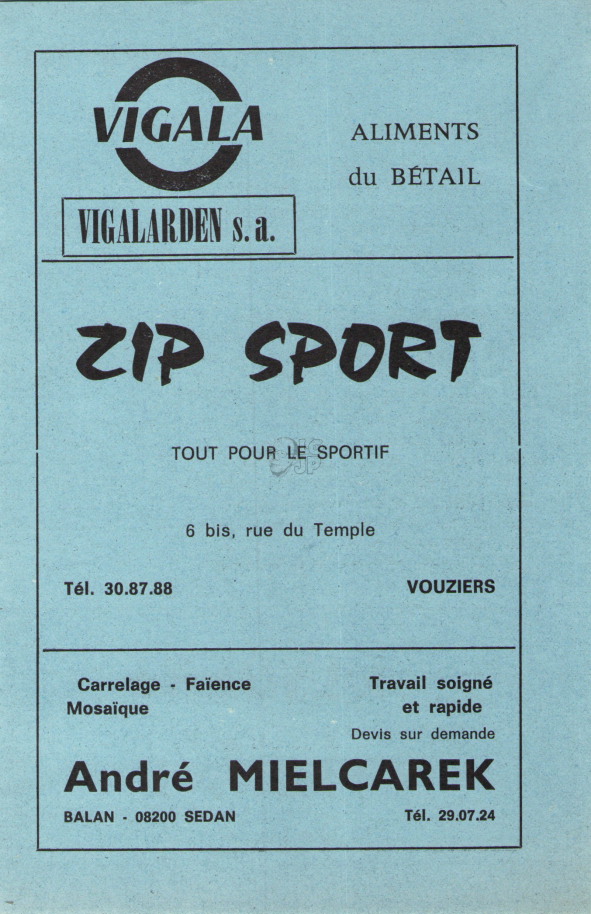 VIGALA
VIGALARDEN s.a.
ALIMENTS
du BÉTAIL
ZIP SPORT
TOUT POUR LE SPORTIF
6 bis, rue du Temple
Tél. 30.87.88 VOUZIERS
Carrelage - Faïence
Mosaïque
Travail soigné
et rapide
Devis sur demande
André MIELCAREK
BALAN - 08200 SEDAN Tél. 29.07.24